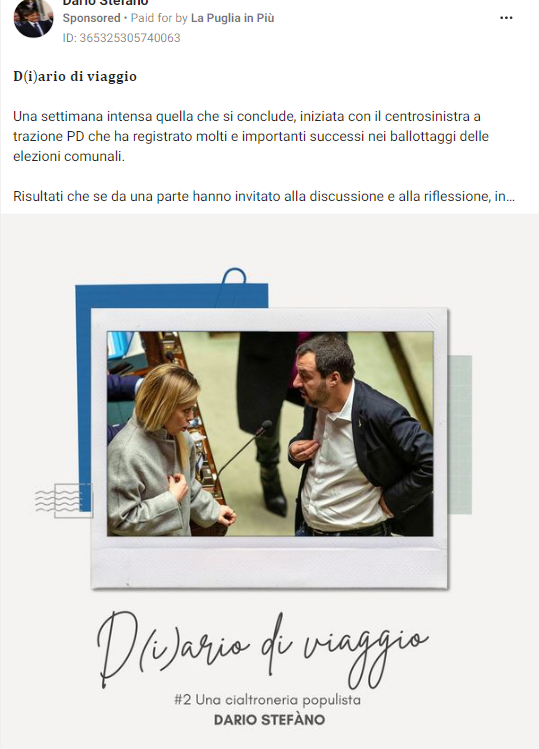 Dario Stefano
Sponsored • Paid for by La Puglia in Più
ID: 365325305740063
D(i)ario di viaggio
Una settimana intensa quella che si conclude, iniziata con il centrosinistra a
trazione PD che ha registrato molti e importanti successi nei ballottaggi delle
elezioni comunali.
Risultati che se da una parte hanno invitato alla discussione e alla riflessione, in...
D(i)ario di viaggio
#2 Una cialtroneria populista
DARIO STEFÀNO